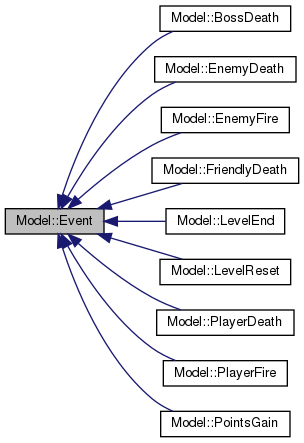 Model::BossDeath
Model::EnemyDeath
Model::EnemyFire
Model::FriendlyDeath
Model::Event
Model::LevelEnd
Model::LevelReset
Model::PlayerDeath
Model::PlayerFire
Model::PointsGain